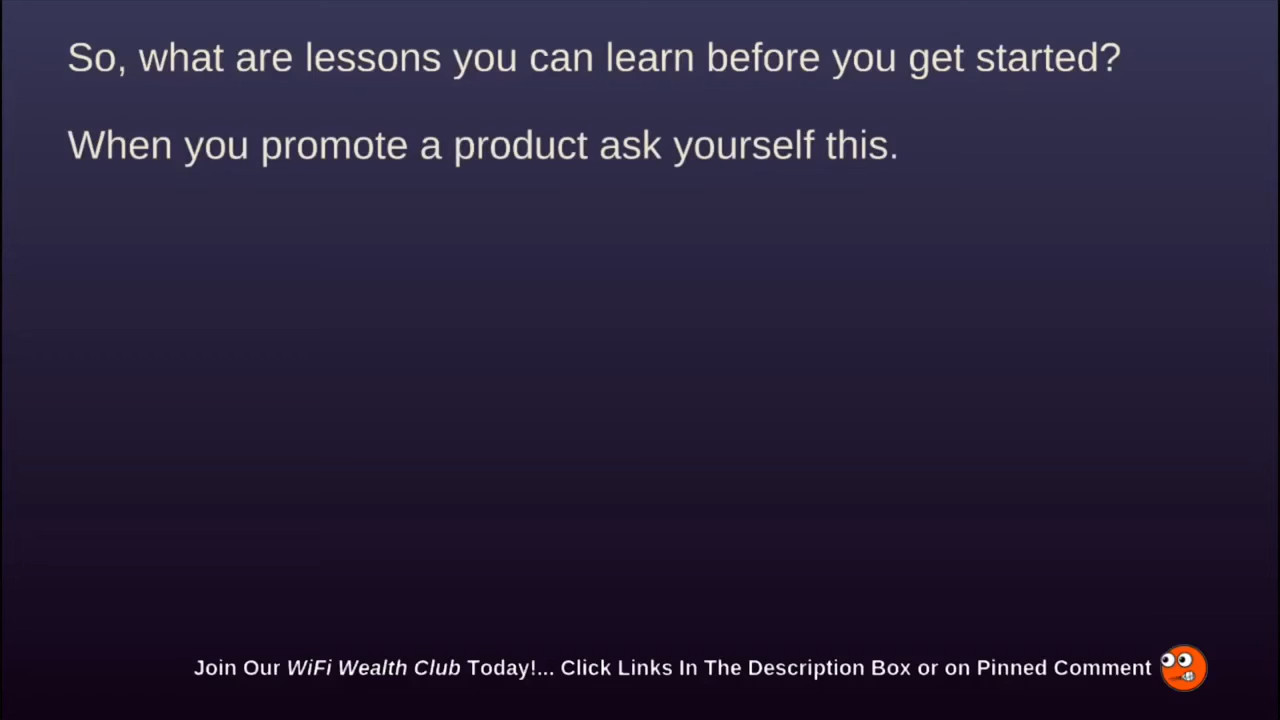 So, what are lessons you can learn before you get started?
When you promote a product ask yourself this.
Join Our WiFi Wealth Club Today!... Click Links In The Description Box or on Pinned Comment